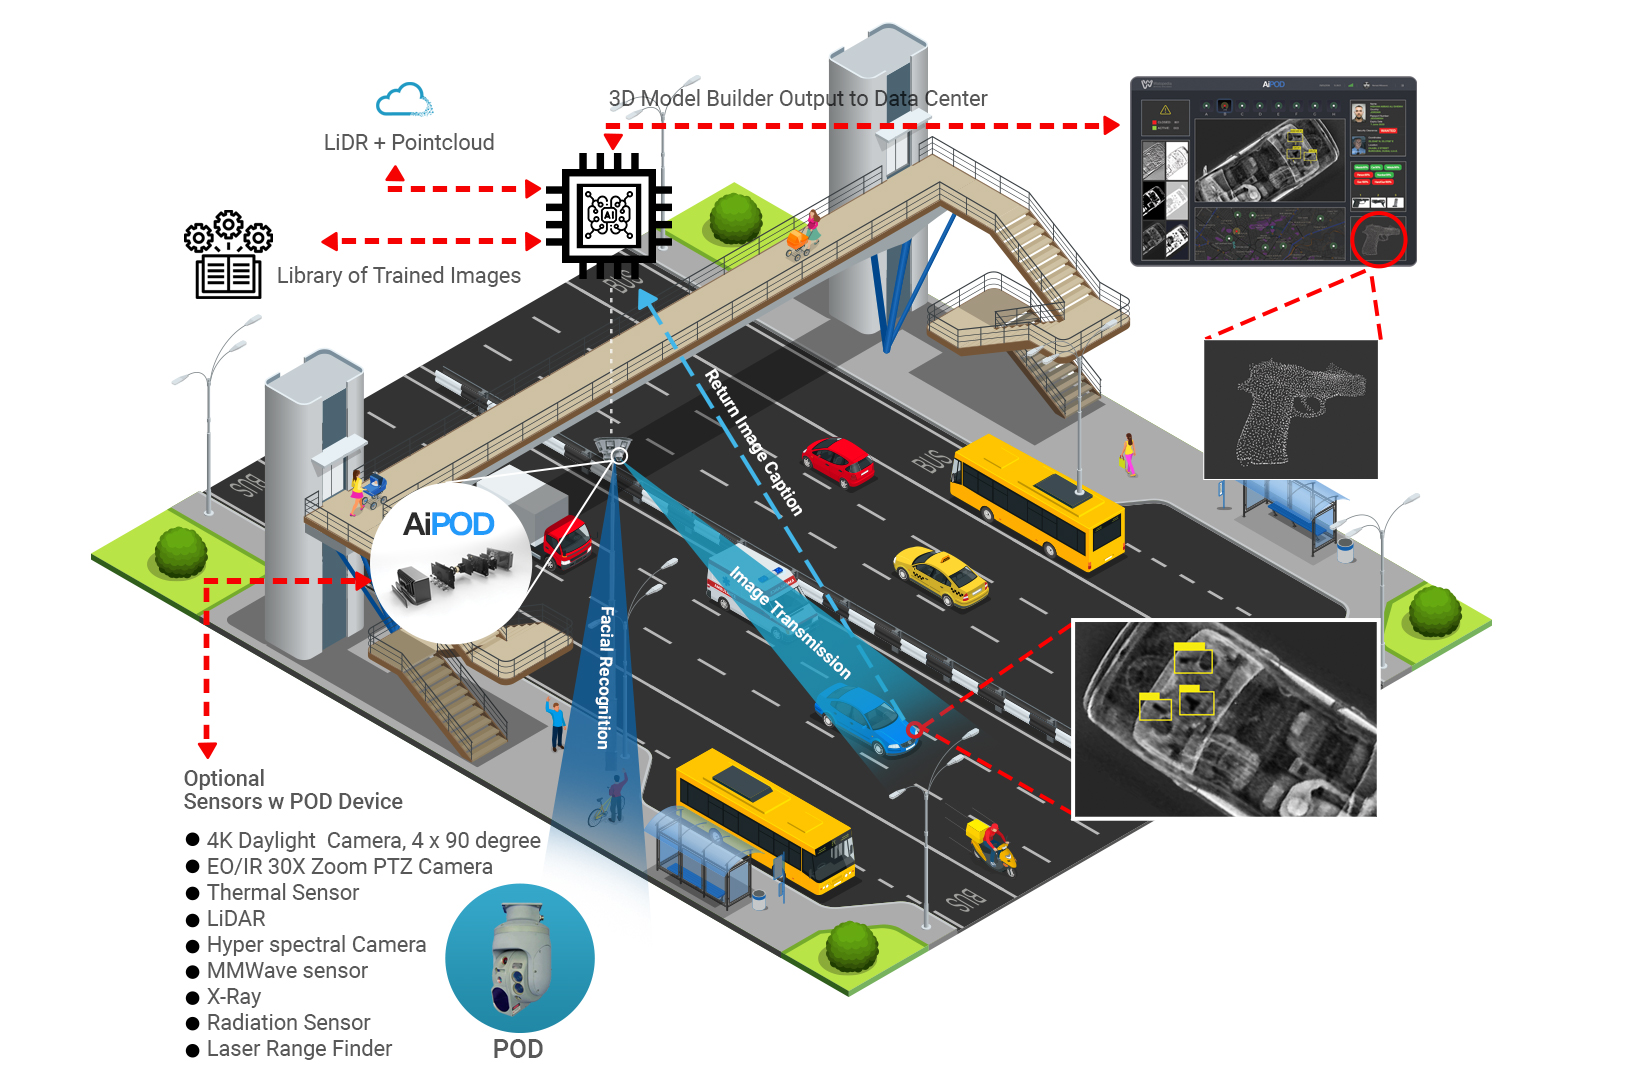 3D Model Builder Output to Data Center
AiPOD
LiDR + Pointcloud
AI
Library of Trained Images
BUS
Return Image Caption
BUS
BUS
AiPOD
Image Transmission
Facial Recognition
Optional
Sensors w POD Device
● 4K Daylight Camera, 4 x 90 degree
● EO/IR 30X Zoom PTZ Camera
● Thermal Sensor
● LiDAR
● Hyper spectral Camera
● MMWave sensor
● X-Ray
● Radiation Sensor
● Laser Range Finder
BUS
POD